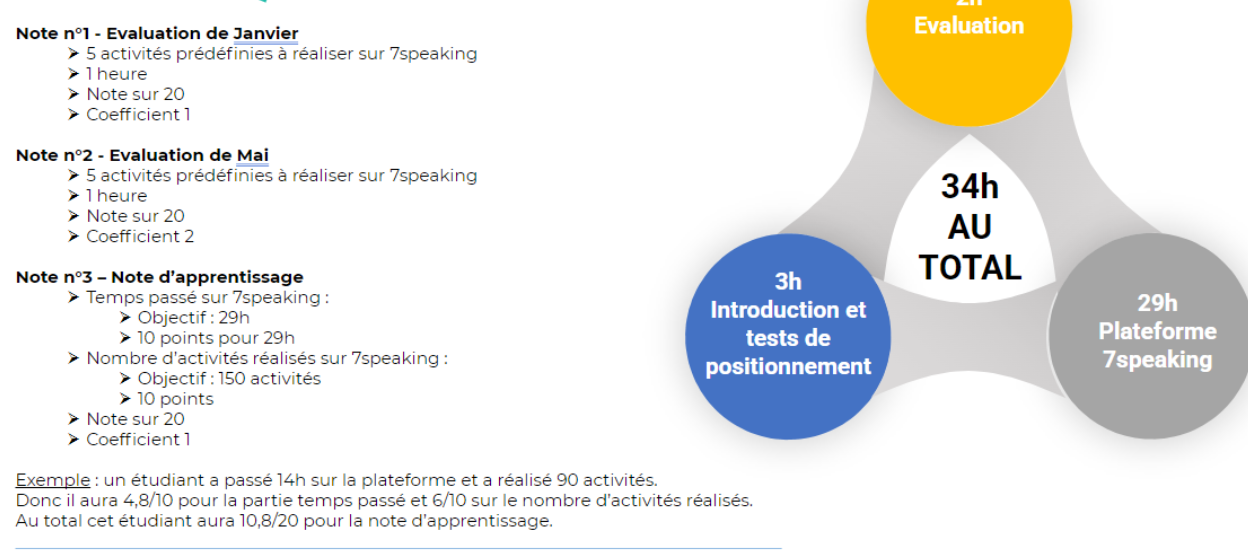 Note n°1 - Evaluation de Janvier
➤ 5 activités prédéfinies à réaliser sur 7speaking
➤ 1 heure
➤ Note sur 20
➤ Coefficient 1
Note n°2 - Evaluation de Mai
➤ 5 activités prédéfinies à réaliser sur 7speaking
➤ 1 heure
➤ Note sur 20
➤ Coefficient 2
Note n°3 – Note d'apprentissage
➤ Temps passé sur 7speaking :
➤ Objectif : 29h
➤ 10 points pour 29h
➤ Nombre d'activités réalisés sur 7speaking :
➤ Objectif : 150 activités
➤ 10 points
➤ Note sur 20
➤ Coefficient 1
Exemple : un étudiant a passé 14h sur la plateforme et a réalisé 90 activités.
Donc il aura 4,8/10 pour la partie temps passé et 6/10 sur le nombre d'activités réalisés.
Au total cet étudiant aura 10,8/20 pour la note d'apprentissage.
2h
Evaluation
34h
AU
TOTAL
3h
Introduction et
tests de
positionnement
29h
Plateforme
7speaking